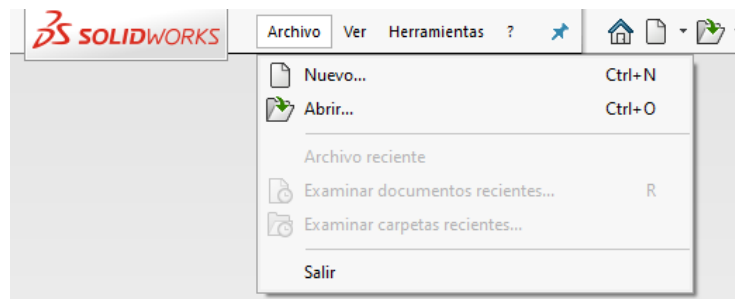 SOLIDWORKS Archivo Ver Herramientas ?
Nuevo... Ctrl+N
Abrir... Ctrl+O
Archivo reciente
Examinar documentos recientes... R
Examinar carpetas recientes...
Salir